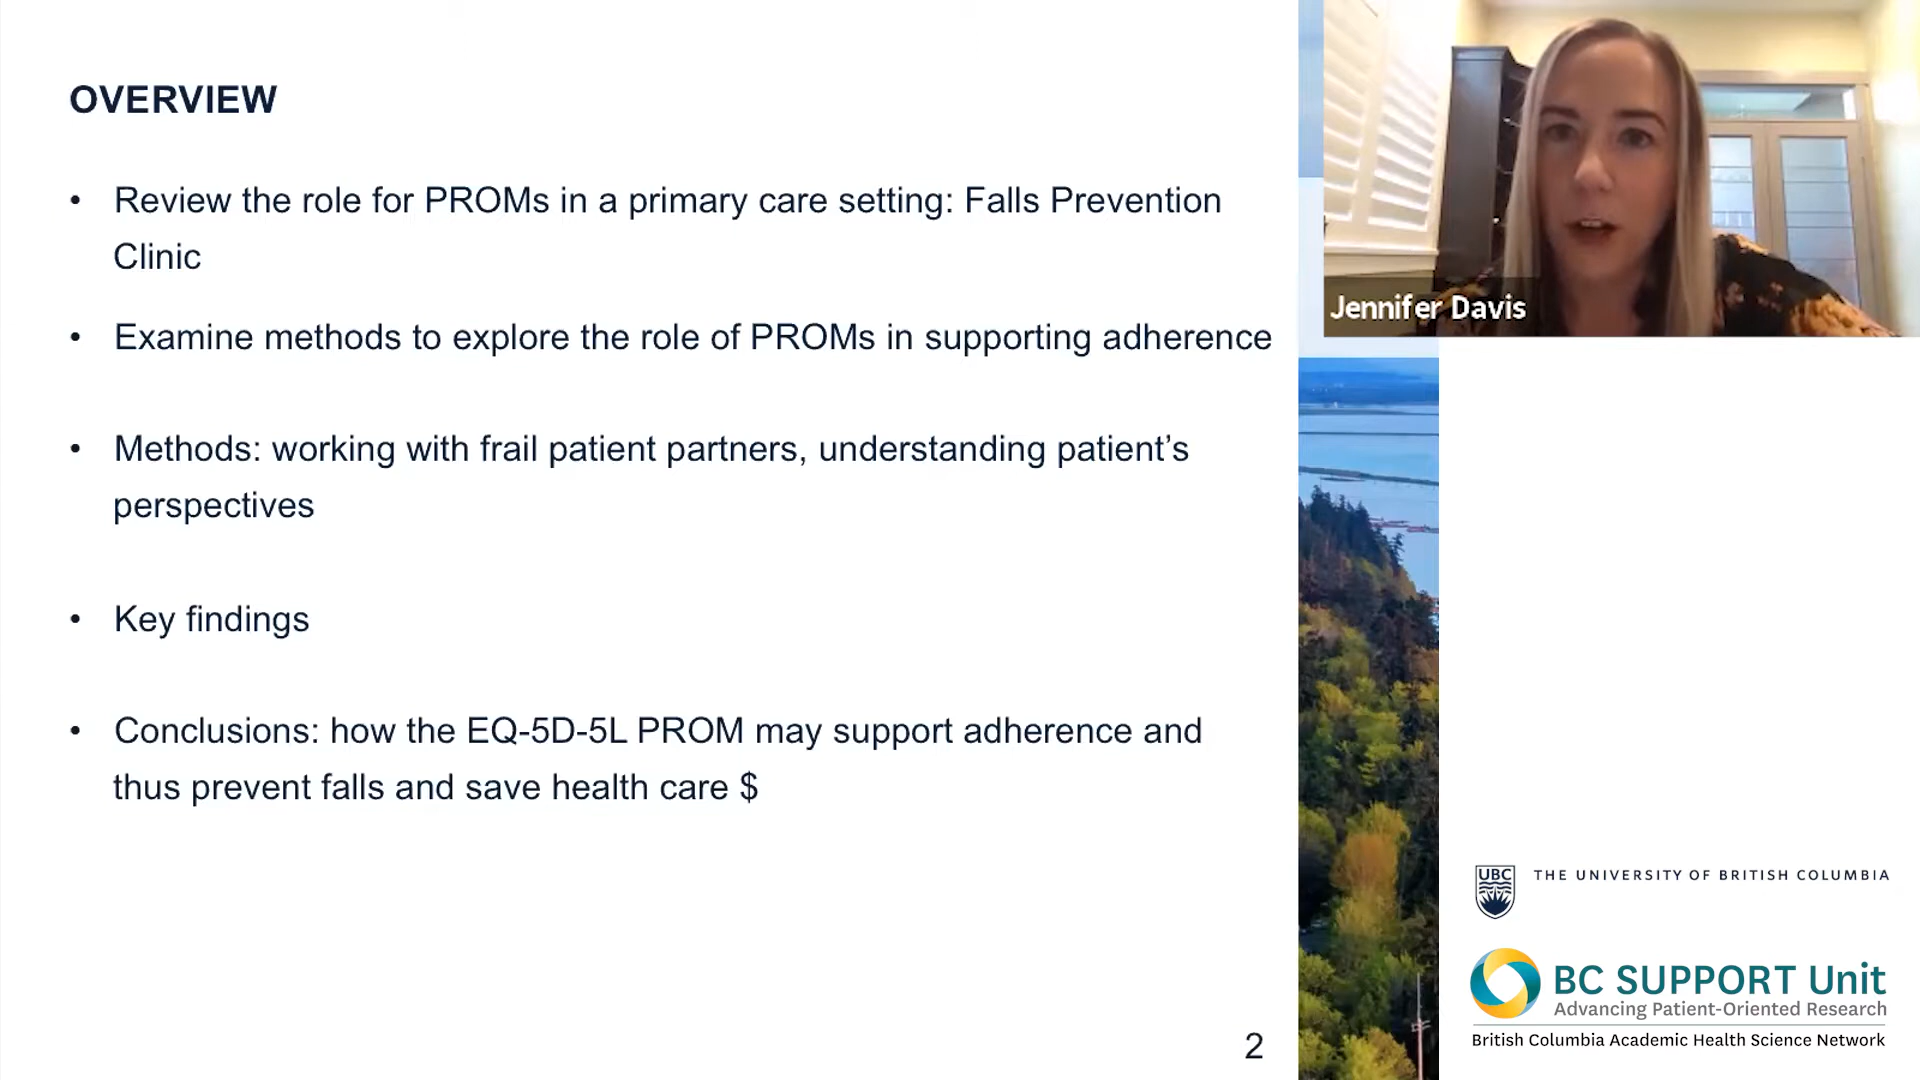 OVERVIEW
• Review the role for PROMs in a primary care setting: Falls Prevention
Clinic
• Examine methods to explore the role of PROMs in supporting adherence
• Methods: working with frail patient partners, understanding patient’s
perspectives
• Key findings
• Conclusions: how the EQ-5D-5L PROM may support adherence and
thus prevent falls and save health care $
2
Jennifer Davis
UBC
THE UNIVERSITY OF BRITISH COLUMBIA
BC SUPPORT Unit
Advancing Patient-Oriented Research
British Columbia Academic Health Science Network